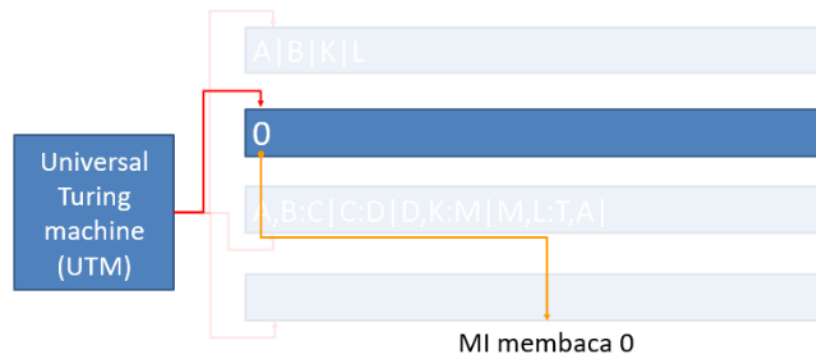 A|B|K|L
0
Universal
Turing
machine
(UTM)
A,B:C|C:D|D,K:M|M,L:T,A|
MI membaca 0